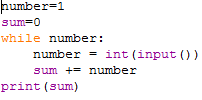 number=1
sum=0
while number:
    number = int(input())
    sum += number
print(sum)